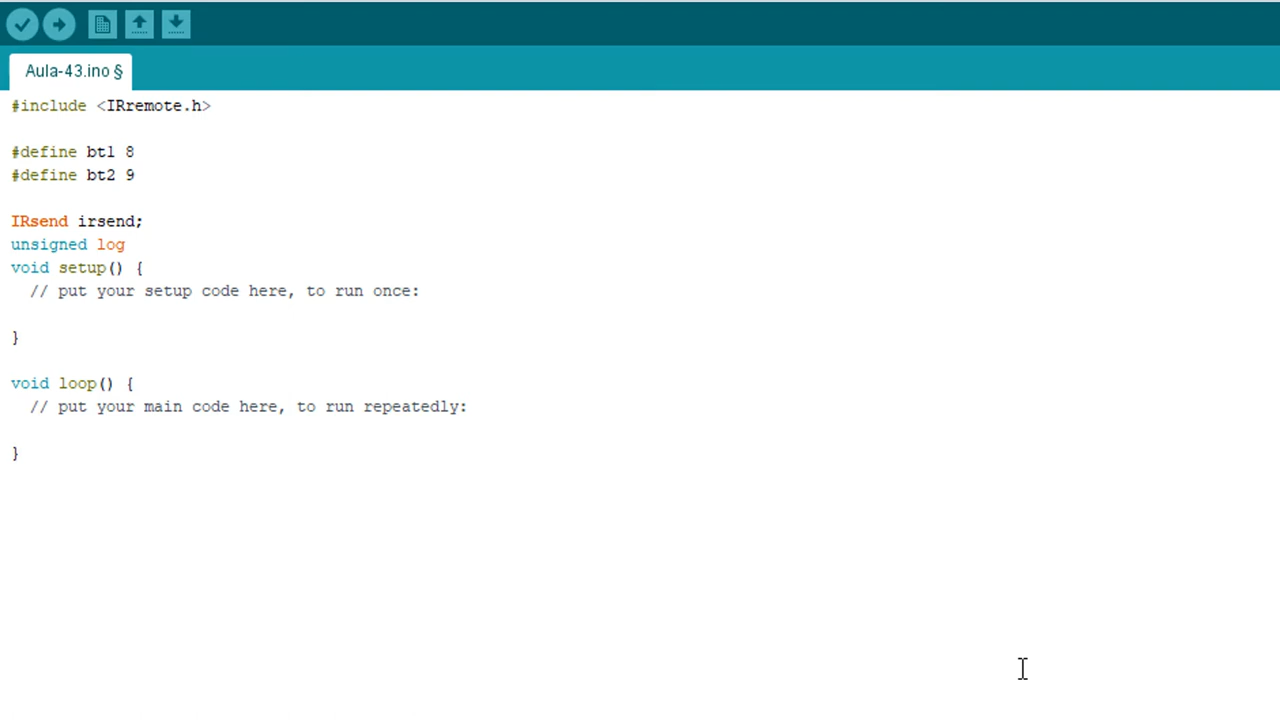 Aula-43.ino §
#include <IRremote.h>
#define bt1 8
#define bt2 9
IRsend irsend;
unsigned log
void setup() {
  // put your setup code here, to run once:
}
void loop() {
  // put your main code here, to run repeatedly:
}